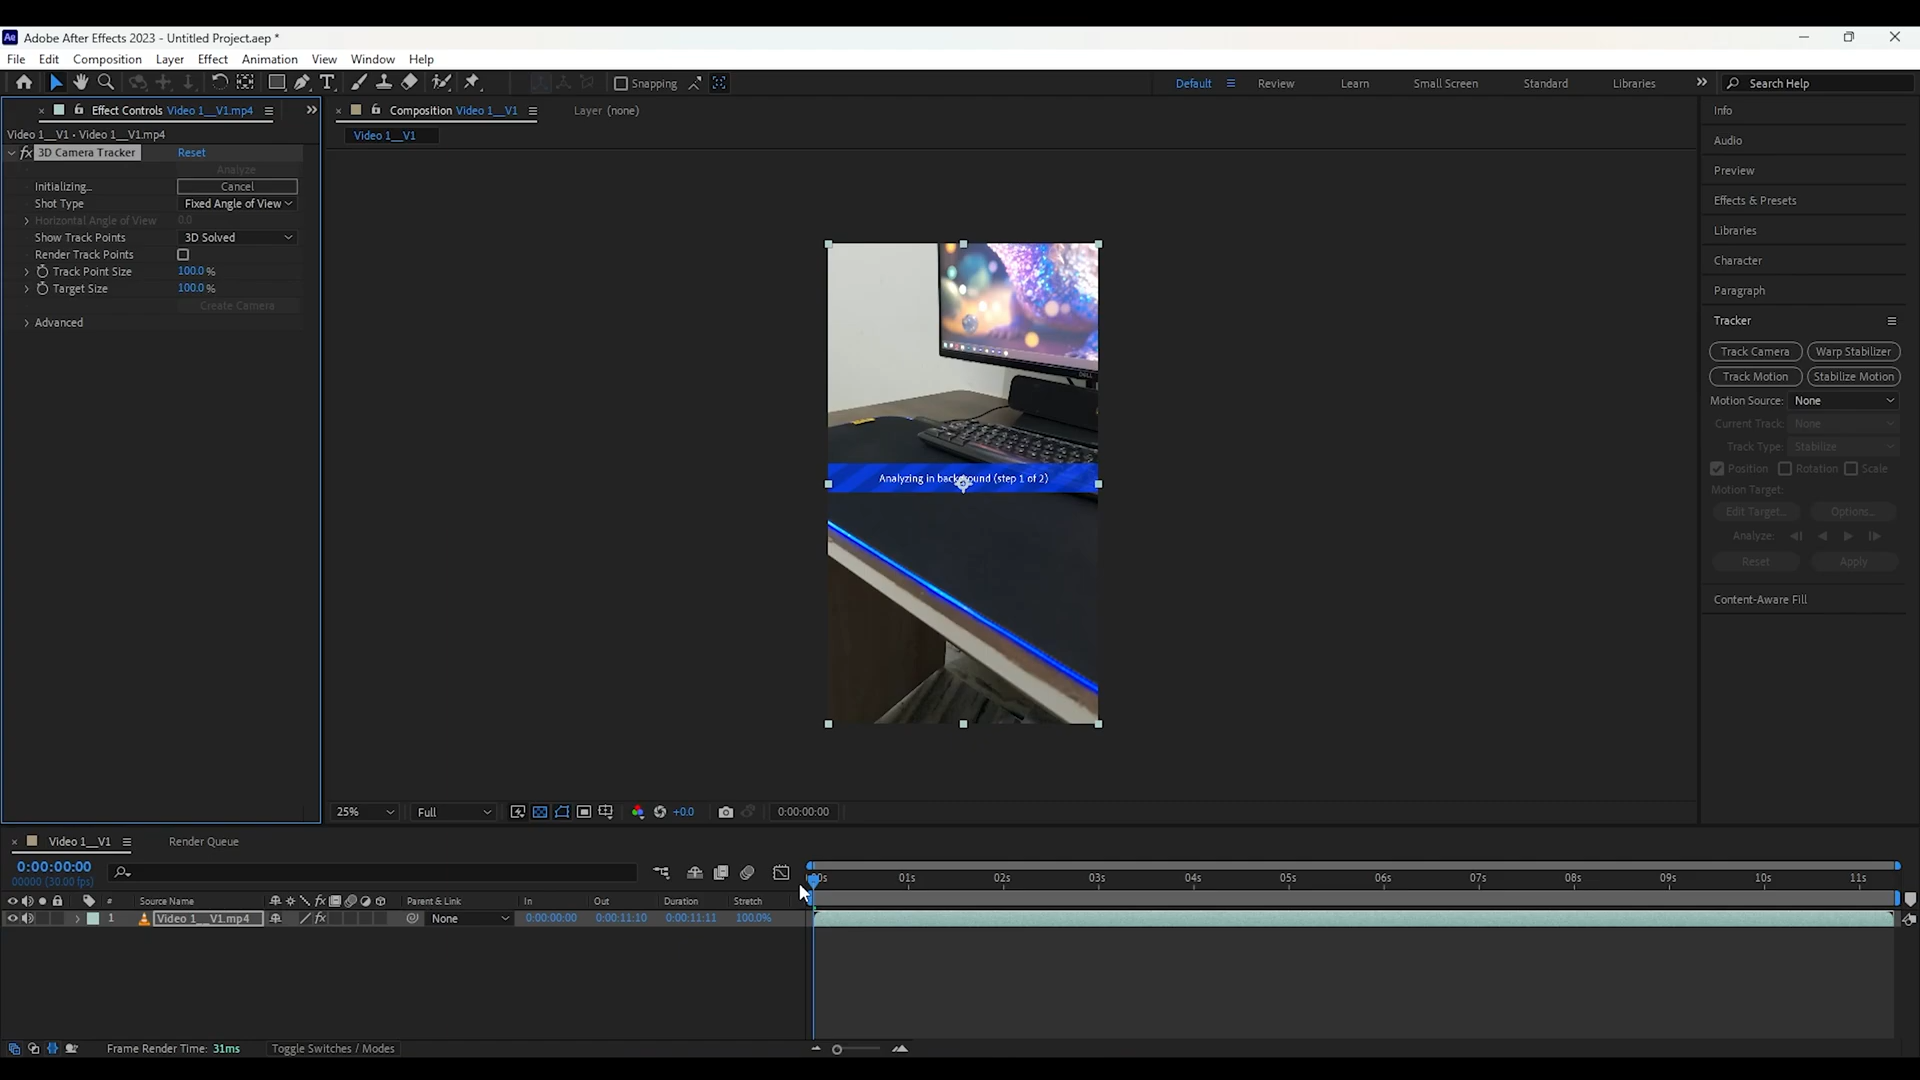 Ae Adobe After Effects 2023 - Untitled Project.aep *
File Edit Composition Layer Effect Animation View Window Help
Snapping
Default Review Learn Small Screen Standard Libraries Search Help
Effect Controls Video 1__V1.mp4
Video 1__V1 • Video 1__V1.mp4
fx 3D Camera Tracker Reset
Analyze
Initializing... Cancel
Shot Type Fixed Angle of View
Horizontal Angle of View 0.0
Show Track Points 3D Solved
Render Track Points
Track Point Size 100.0 %
Target Size 100.0 %
Create Camera
Advanced
Composition Video 1__V1
Layer (none)
Video 1__V1
DELL
Analyzing in background (step 1 of 2)
25% Full +0.0 0:00:00:00
Info
Audio
Preview
Effects & Presets
Libraries
Character
Paragraph
Tracker
Track Camera Warp Stabilizer
Track Motion Stabilize Motion
Motion Source: None
Current Track: None
Track Type: Stabilize
Position Rotation Scale
Motion Target:
Edit Target... Options...
Analyze:
Reset Apply
Content-Aware Fill
Video 1__V1 Render Queue
0:00:00:00
00000 (30.00 fps)
# Source Name fx Parent & Link In Out Duration Stretch
1 Video 1__V1.mp4 fx None 0:00:00:00 0:00:11:10 0:00:11:11 100.0%
:00s 01s 02s 03s 04s 05s 06s 07s 08s 09s 10s 11s
Frame Render Time: 31ms Toggle Switches / Modes